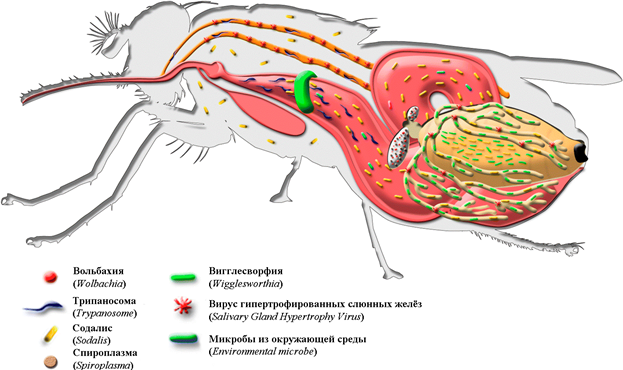 Вольбахия
(Wolbachia)
Трипаносома
(Trypanosome)
Содалис
(Sodalis)
Спироплазма
(Spiroplasma)
Вигглесворфия
(Wigglesworthia)
Вирус гипертрофированных слюнных желёз
(Salivary Gland Hypertrophy Virus)
Микробы из окружающей среды
(Environmental microbe)